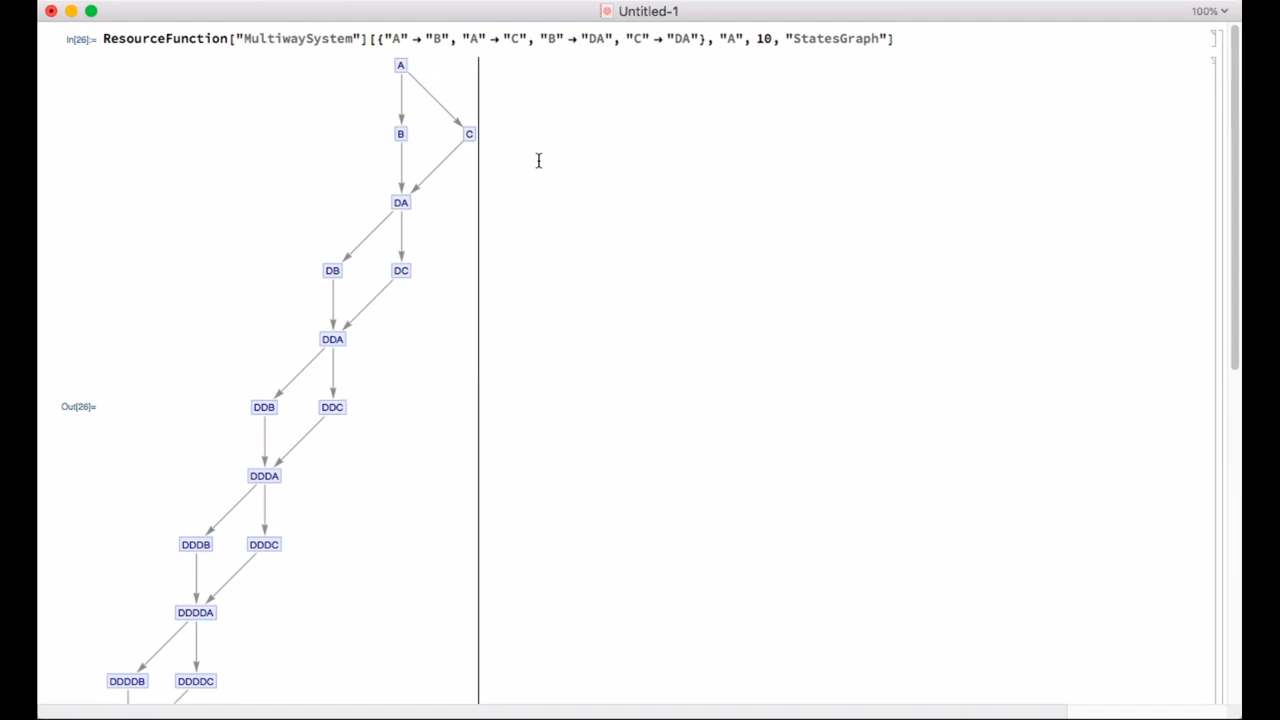 Untitled-1
100%
In[26]:= ResourceFunction["MultiwaySystem"][{"A" → "B", "A" → "C", "B" → "DA", "C" → "DA"}, "A", 10, "StatesGraph"]
A
B C
DA
DB DC
DDA
Out[26]= DDB DDC
DDDA
DDDB DDDC
DDDDA
DDDDB DDDDC